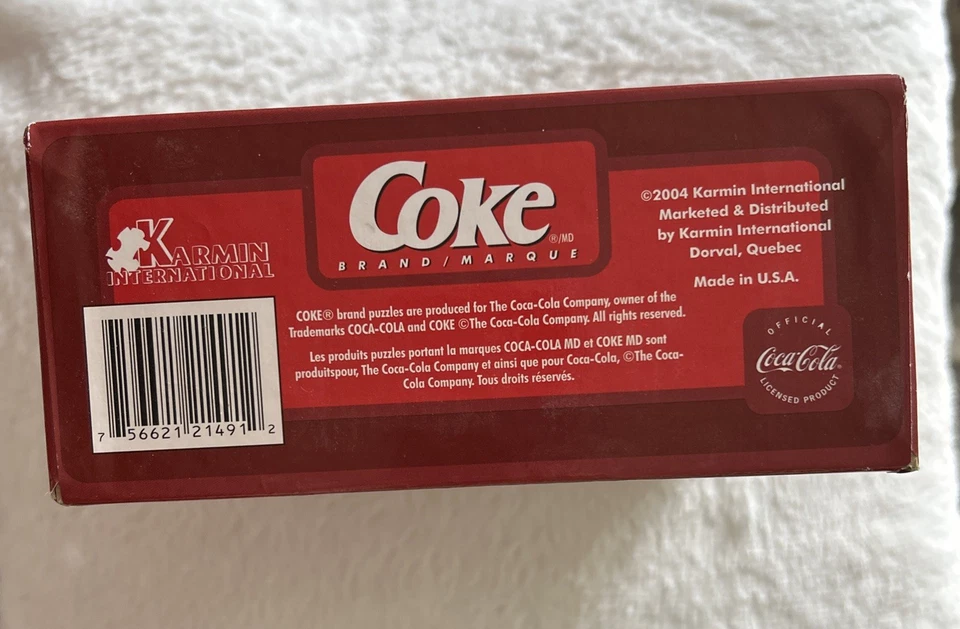 Coke ®/MD
BRAND / MARQUE
KARMIN
INTERNATIONAL
©2004 Karmin International
Marketed & Distributed
by Karmin International
Dorval, Quebec
Made in U.S.A.
COKE® brand puzzles are produced for The Coca-Cola Company, owner of the
Trademarks COCA-COLA and COKE ©The Coca-Cola Company. All rights reserved.
Les produits puzzles portant la marques COCA-COLA MD et COKE MD sont
produitspour, The Coca-Cola Company et ainsi que pour Coca-Cola, ©The Coca-
Cola Company. Tous droits réservés.
7 56621 21491 2
OFFICIAL
Coca-Cola®
LICENSED PRODUCT